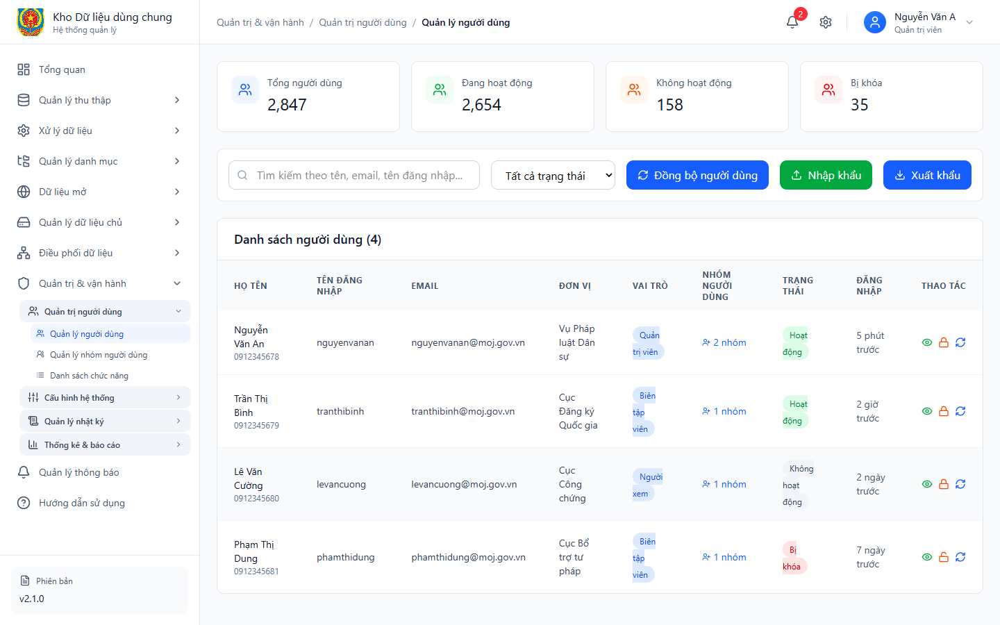 Kho Dữ liệu dùng chung
Hệ thống quản lý
Tổng quan
Quản lý thu thập
Xử lý dữ liệu
Quản lý danh mục
Dữ liệu mở
Quản lý dữ liệu chủ
Điều phối dữ liệu
Quản trị & vận hành
Quản trị người dùng
Quản lý người dùng
Quản lý nhóm người dùng
Danh sách chức năng
Cấu hình hệ thống
Quản lý nhật ký
Thống kê & báo cáo
Quản lý thông báo
Hướng dẫn sử dụng
Phiên bản
v2.1.0
Quản trị & vận hành / Quản trị người dùng / Quản lý người dùng
2
Nguyễn Văn A
Quản trị viên
Tổng người dùng
2,847
Đang hoạt động
2,654
Không hoạt động
158
Bị khóa
35
Tìm kiếm theo tên, email, tên đăng nhập...
Tất cả trạng thái
Đồng bộ người dùng
Nhập khẩu
Xuất khẩu
Danh sách người dùng (4)
HỌ TÊN
TÊN ĐĂNG
NHẬP
EMAIL
ĐƠN VỊ
VAI TRÒ
NHÓM
NGƯỜI
DÙNG
TRẠNG
THÁI
ĐĂNG
NHẬP
THAO TÁC
Nguyễn
Văn An
0912345678
nguyenvanan
nguyenvanan@moj.gov.vn
Vụ Pháp
luật Dân
sự
Quản
trị viên
2 nhóm
Hoạt
động
5 phút
trước
Trần Thị
Bình
0912345679
tranthibinh
tranthibinh@moj.gov.vn
Cục
Đăng ký
Quốc gia
Biên
tập
viên
1 nhóm
Hoạt
động
2 giờ
trước
Lê Văn
Cường
0912345680
levancuong
levancuong@moj.gov.vn
Cục
Công
chứng
Người
xem
1 nhóm
Không
hoạt
động
2 ngày
trước
Phạm Thị
Dung
0912345681
phamthidung
phamthidung@moj.gov.vn
Cục Bổ
trợ tư
pháp
Biên
tập
viên
1 nhóm
Bị
khóa
7 ngày
trước